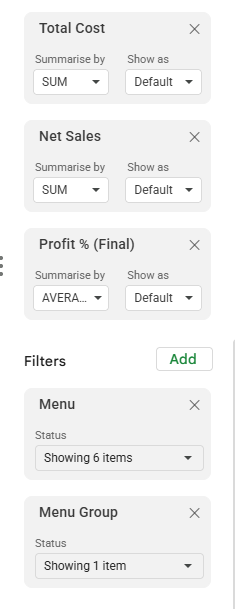 Total Cost
Summarise by Show as
SUM Default
Net Sales
Summarise by Show as
SUM Default
Profit % (Final)
Summarise by Show as
AVERA... Default
Filters Add
Menu
Status
Showing 6 items
Menu Group
Status
Showing 1 item